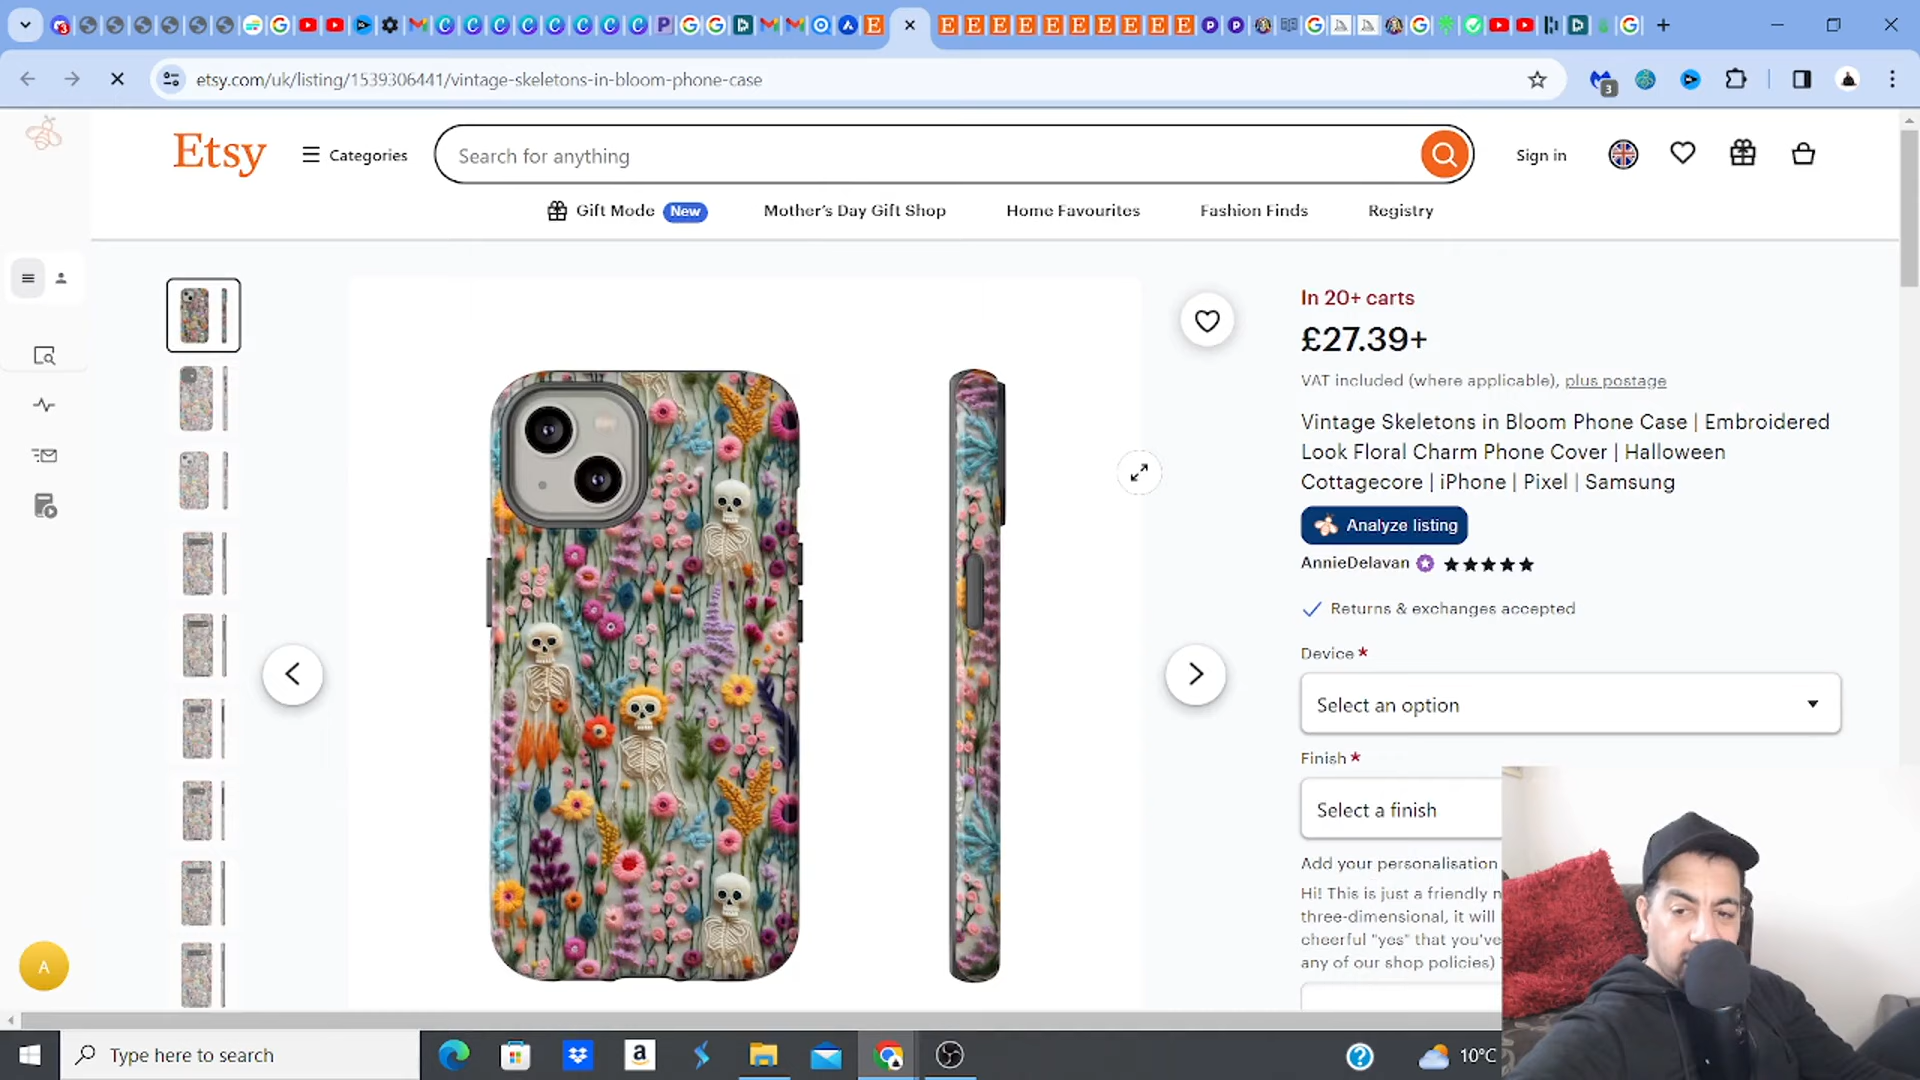 3
etsy.com/uk/listing/1539306441/vintage-skeletons-in-bloom-phone-case
3
Etsy
Categories
Search for anything
Sign in
Gift Mode New
Mother's Day Gift Shop
Home Favourites
Fashion Finds
Registry
In 20+ carts
£27.39+
VAT included (where applicable), plus postage
Vintage Skeletons in Bloom Phone Case | Embroidered
Look Floral Charm Phone Cover | Halloween
Cottagecore | iPhone | Pixel | Samsung
Analyze listing
AnnieDelavan
Returns & exchanges accepted
Device *
Select an option
Finish *
Select a finish
Add your personalisation
Hi! This is just a friendly
three-dimensional, it will
cheerful "yes" that you've
any of our shop policies)
A
Type here to search
10°C